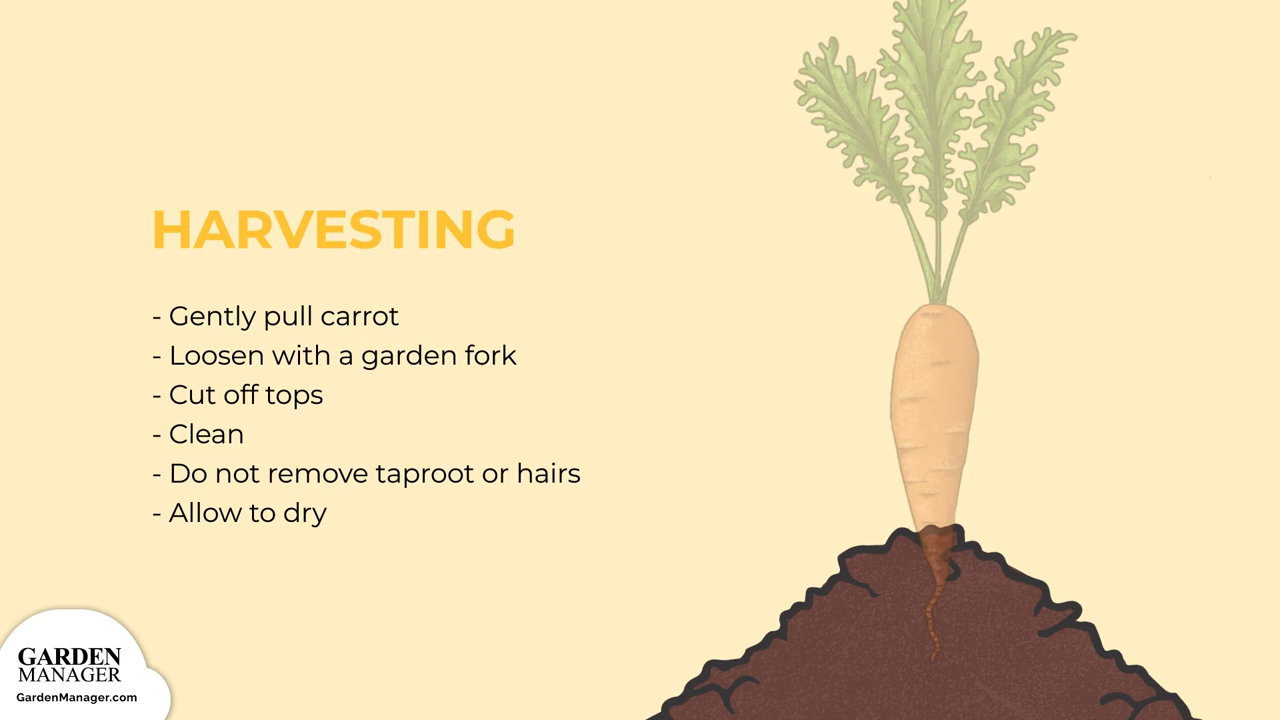 HARVESTING
- Gently pull carrot
- Loosen with a garden fork
- Cut off tops
- Clean
- Do not remove taproot or hairs
- Allow to dry
GARDEN
MANAGER
GardenManager.com